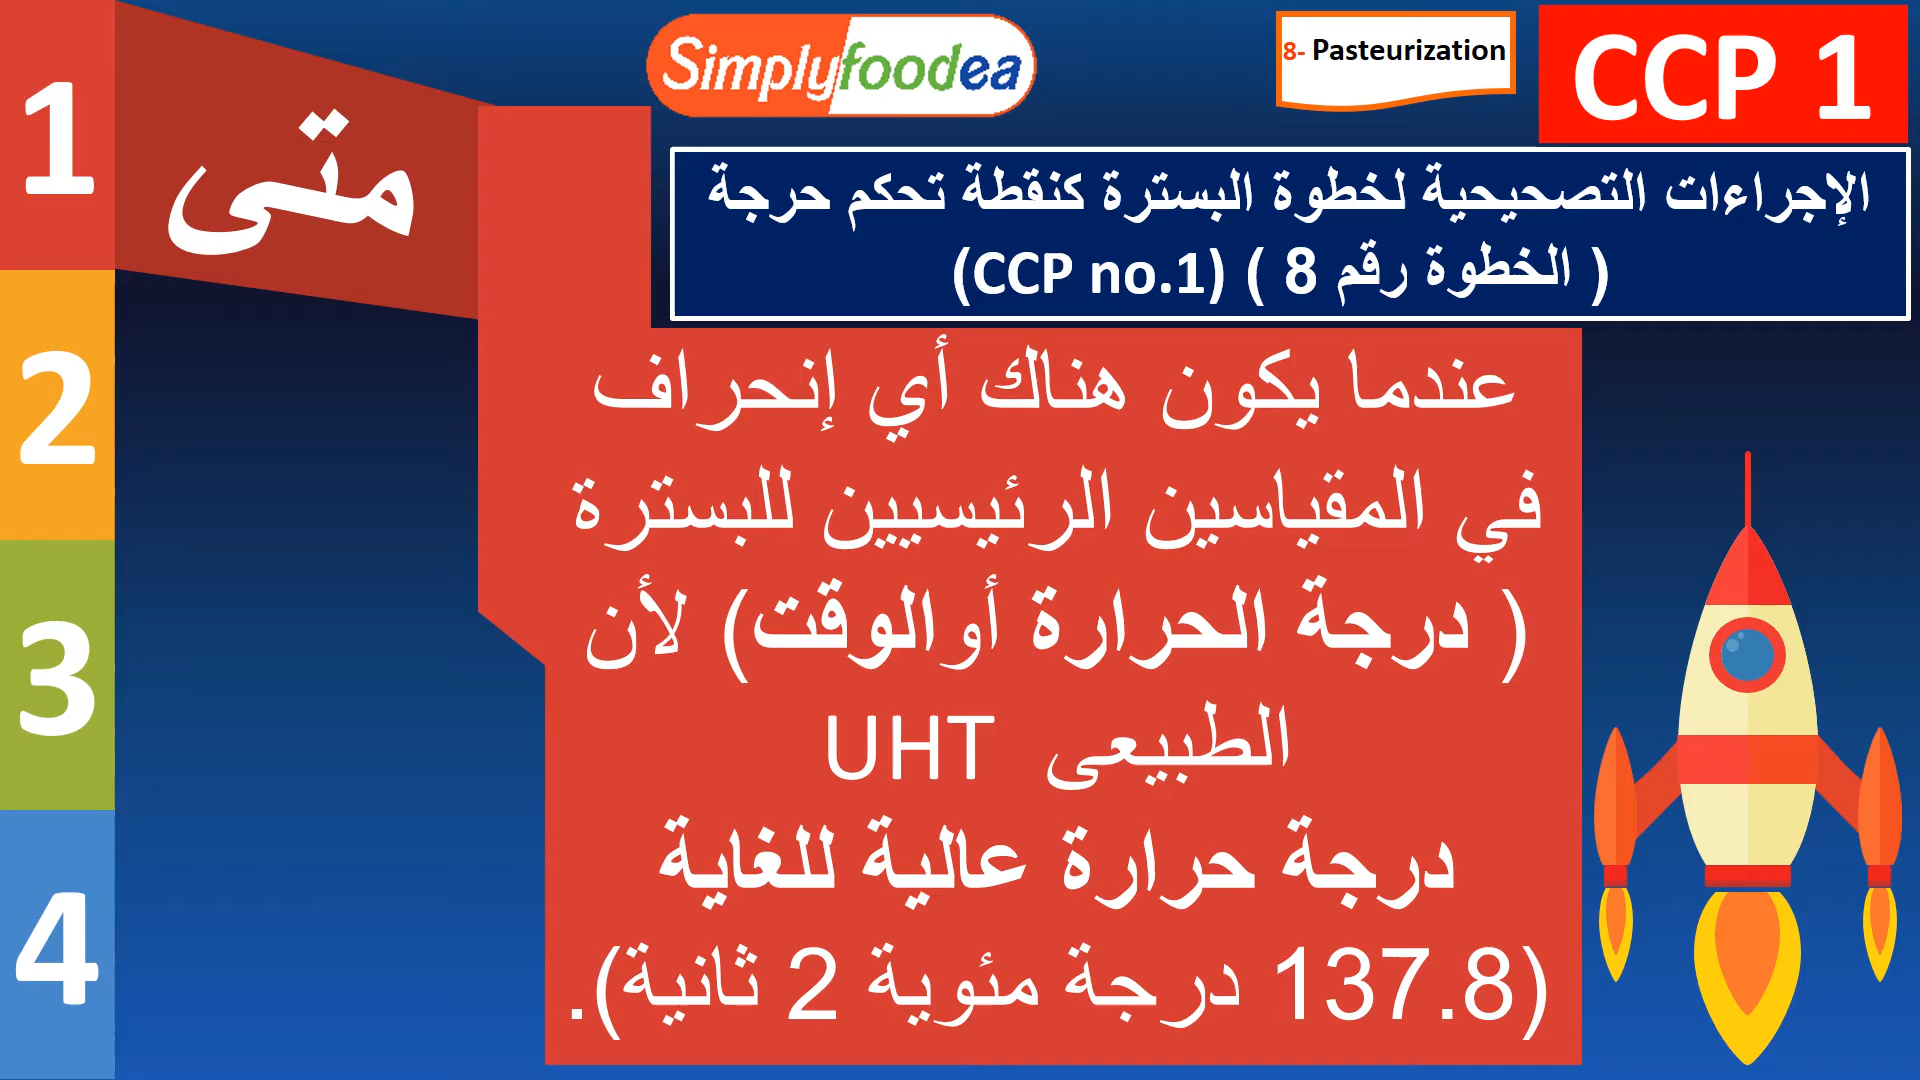 Simplyfoodea
8- Pasteurization
CCP 1
الإجراءات التصحيحية لخطوة البسترة كنقطة تحكم حرجة
( الخطوة رقم 8 ) (CCP no.1)
1
متى
2
3
4
عندما يكون هناك أي إنحراف
في المقياسين الرئيسيين للبسترة
( درجة الحرارة أوالوقت) لأن
الطبيعى UHT
درجة حرارة عالية للغاية
(137.8 درجة مئوية 2 ثانية).